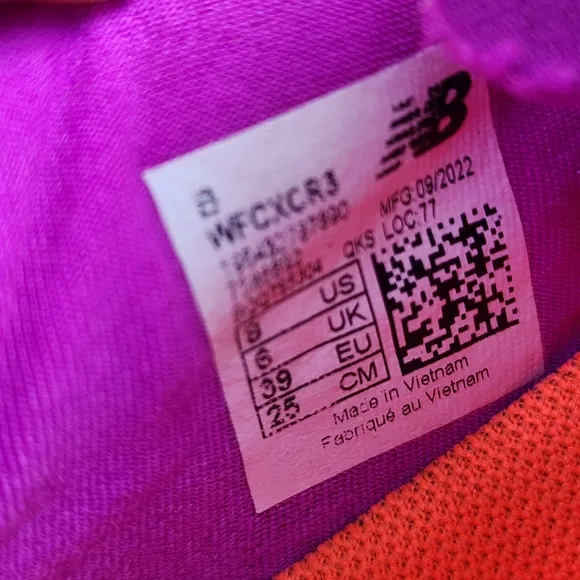 B
WFCXCR3
MFG:09/2022
QKS LOC:77
8 US
6 UK
39 EU
25 CM
Made in Vietnam
Fabriqué au Vietnam